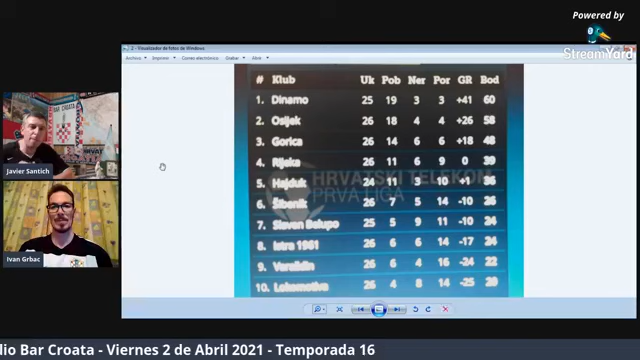 Powered by
StreamYard
2 - Visualizador de fotos de Windows
Archivo Imprimir Correo electrónico Grabar Abrir
# Klub Uk Pob Ner Por GR Bod
1. Dinamo 25 19 3 3 +41 60
2. Osijek 26 18 4 4 +26 58
3. Gorica 26 14 6 6 +18 48
4. Rijeka 26 11 6 9 0 39
5. Hajduk 24 11 3 10 +1 36
6. Šibenik 26 7 5 14 -10 26
7. Slaven Belupo 25 5 9 11 -10 24
8. Istra 1961 26 6 6 14 -17 24
9. Varaždin 26 6 4 16 -24 22
10. Lokomotiva 26 4 8 14 -25 20
HRVATSKI TELEKOM
PRVA LIGA
BAR CROATA
Javier Santich
Ivan Grbac
dio Bar Croata - Viernes 2 de Abril 2021 - Temporada 16